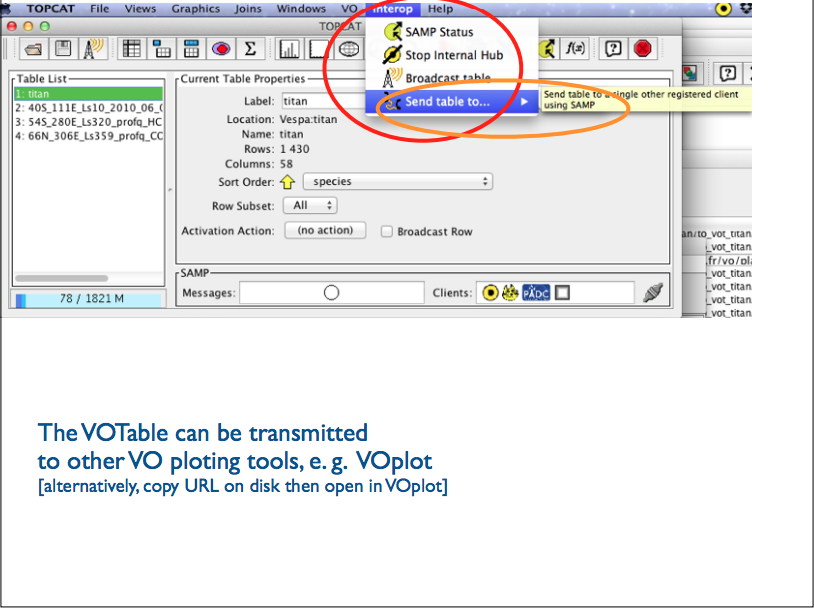 TOPCAT File Views Graphics Joins Windows VO Interop Help
TOPCAT
SAMP Status
Stop Internal Hub
Broadcast table
Send table to...
Send table to a single other registered client
using SAMP
f(x)
Σ
Table List
1: titan
2: 40S_111E_Ls10_2010_06_
3: 54S_280E_Ls320_profq_HC
4: 66N_306E_Ls359_profq_CC
78 / 1821 M
Current Table Properties
Label: titan
Location: Vespa:titan
Name: titan
Rows: 1 430
Columns: 58
Sort Order: species
Row Subset: All
Activation Action: (no action) Broadcast Row
SAMP
Messages: Clients: PADC
an/to_vot_titan
_vot_titan
.fr/vo/pla
_vot_titan
_vot_titan
_vot_titan
_vot_titan
The VOTable can be transmitted
to other VO ploting tools, e. g. VOplot
[alternatively, copy URL on disk then open in VOplot]